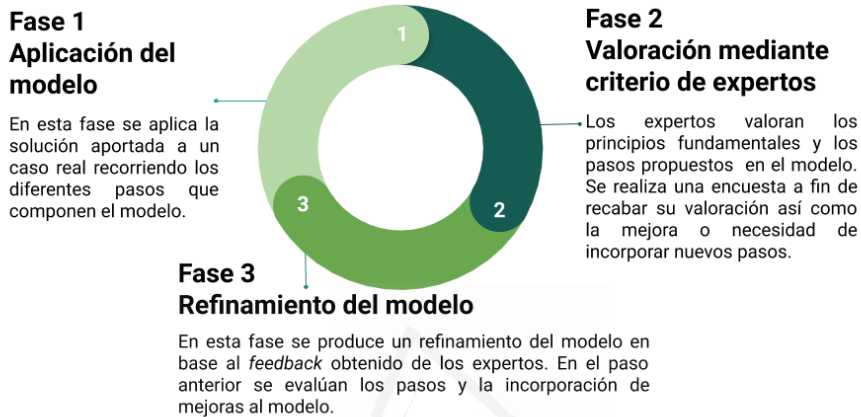 Fase 1
Aplicación del
modelo
En esta fase se aplica la
solución aportada a un
caso real recorriendo los
diferentes pasos que
componen el modelo.
1
2
3
Fase 2
Valoración mediante
criterio de expertos
Los expertos valoran los
principios fundamentales y los
pasos propuestos en el modelo.
Se realiza una encuesta a fin de
recabar su valoración así como
la mejora o necesidad de
incorporar nuevos pasos.
Fase 3
Refinamiento del modelo
En esta fase se produce un refinamiento del modelo en
base al feedback obtenido de los expertos. En el paso
anterior se evalúan los pasos y la incorporación de
mejoras al modelo.